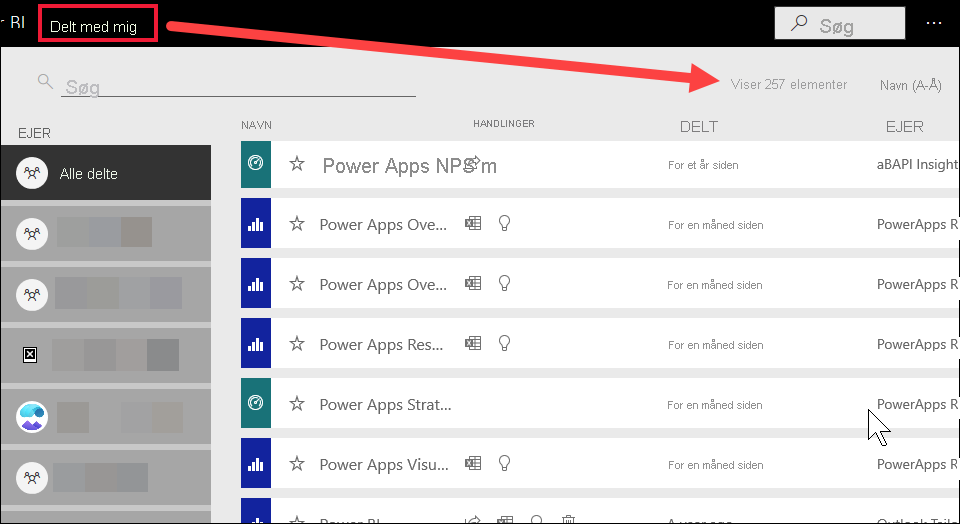 r BI Delt med mig Søg ...
Søg Viser 257 elementer Navn (A-Å)
EJER NAVN HANDLINGER DELT EJER
Alle delte
Power Apps NPS m For et år siden aBAPI Insight
Power Apps Ove... For en måned siden PowerApps R
Power Apps Ove... For en måned siden PowerApps R
Power Apps Res... For en måned siden PowerApps R
Power Apps Strat... For en måned siden PowerApps R
Power Apps Visu... For en måned siden PowerApps R
Power BI A year ago Outlook Tail